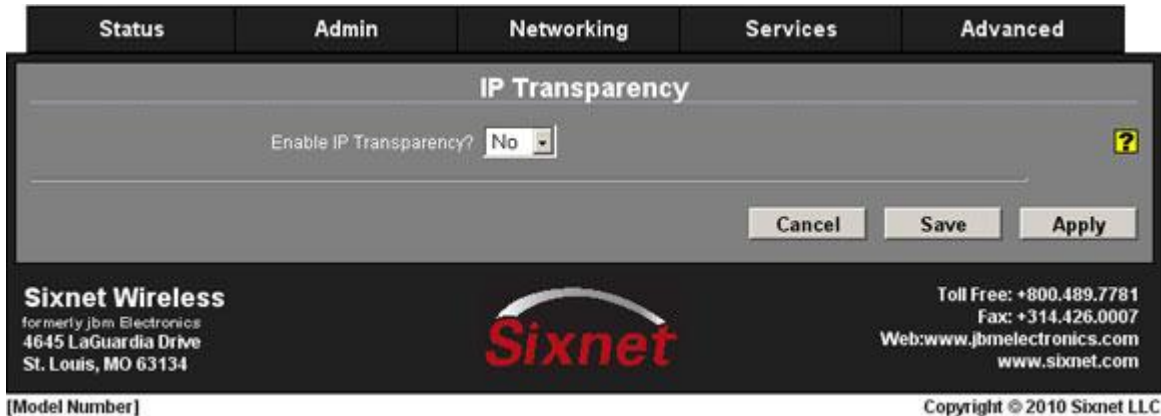 Status Admin Networking Services Advanced
IP Transparency
Enable IP Transparency? No
?
Cancel Save Apply
Sixnet Wireless
formerly jbm Electronics
4645 LaGuardia Drive
St. Louis, MO 63134
Sixnet
Toll Free: +800.489.7781
Fax: +314.426.0007
Web:www.jbmelectronics.com
www.sixnet.com
[Model Number]
Copyright © 2010 Sixnet LLC